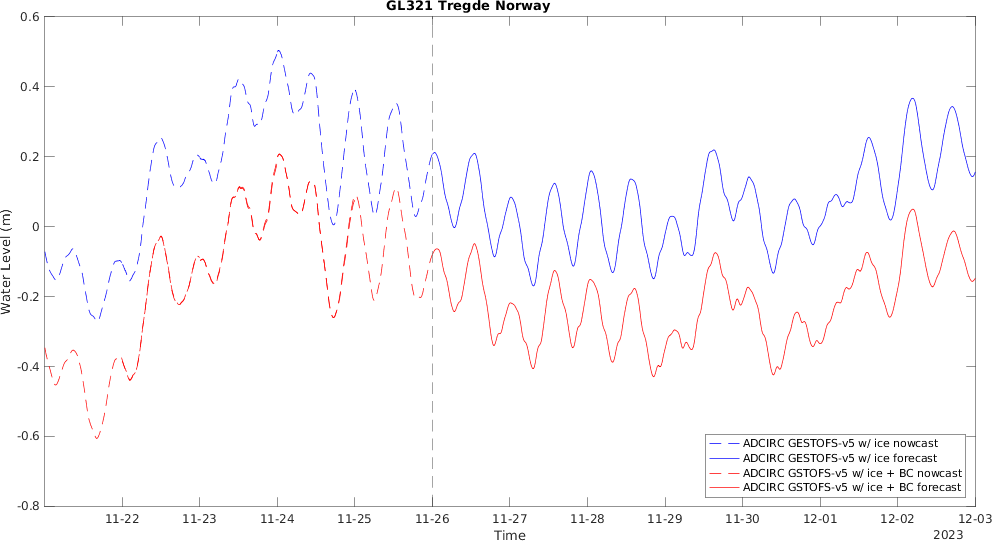 GL321 Tregde Norway
0.6
0.4
0.2
0
-0.2
-0.4
-0.6
-0.8
Water Level (m)
ADCIRC GESTOFS-v5 w/ ice nowcast
ADCIRC GESTOFS-v5 w/ ice forecast
ADCIRC GSTOFS-v5 w/ ice + BC nowcast
ADCIRC GSTOFS-v5 w/ ice + BC forecast
11-22 11-23 11-24 11-25 11-26 11-27 11-28 11-29 11-30 12-01 12-02 12-03
Time
2023